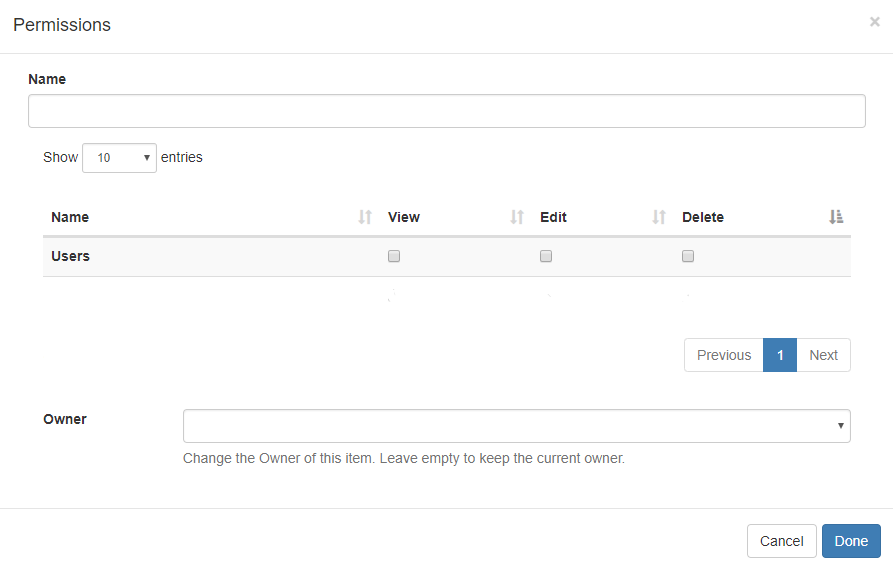 Permissions ×
Name
Show 10 entries
Name View Edit Delete
Users
Previous 1 Next
Owner
Change the Owner of this item. Leave empty to keep the current owner.
Cancel Done